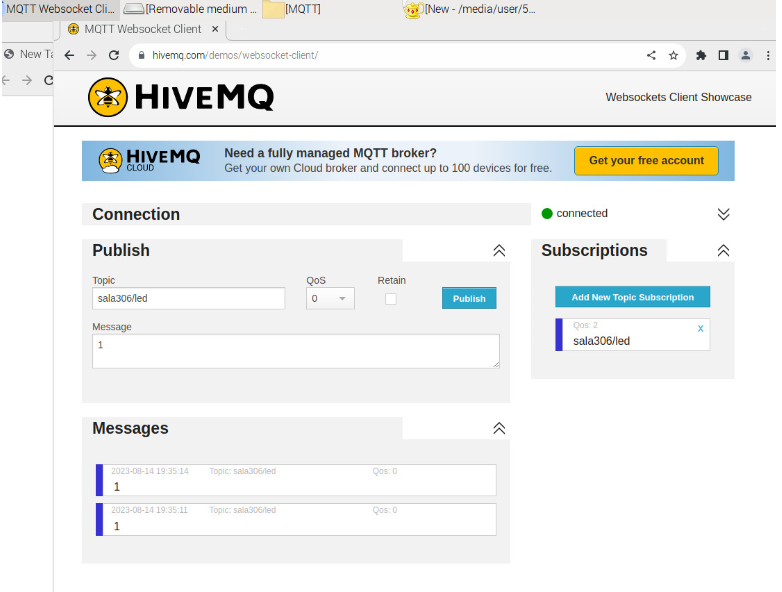 MQTT Websocket Cli...
[Removable medium ...
[MQTT]
[New - /media/user/5...
MQTT Websocket Client ×
New Ta
hivemq.com/demos/websocket-client/
HIVEMQ
Websockets Client Showcase
HIVEMQ
CLOUD
Need a fully managed MQTT broker?
Get your own Cloud broker and connect up to 100 devices for free.
Get your free account
Connection
connected
Publish
Topic
QoS
Retain
sala306/led
0
Publish
Message
1
Subscriptions
Add New Topic Subscription
Qos: 2
x
sala306/led
Messages
2023-08-14 19:35:14 Topic: sala306/led Qos: 0
1
2023-08-14 19:35:11 Topic: sala306/led Qos: 0
1